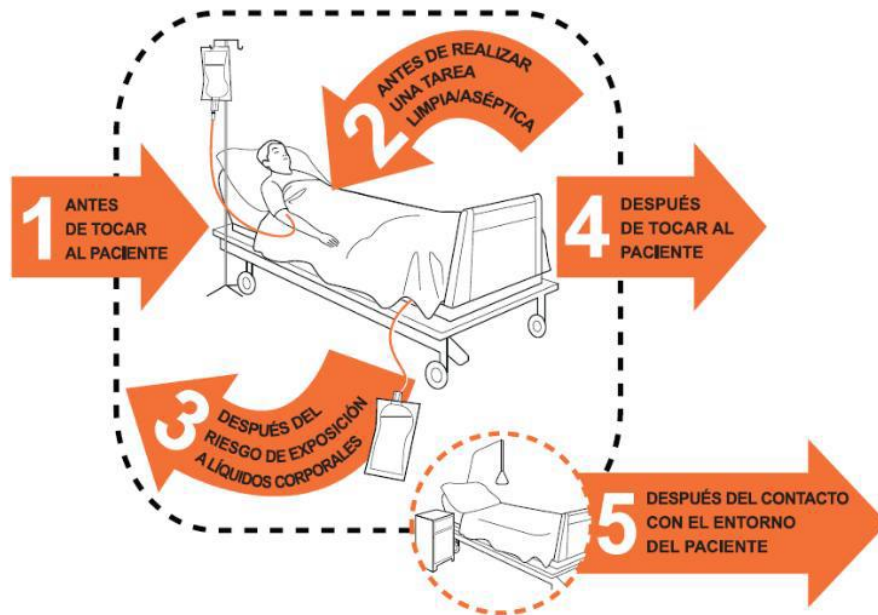 1
ANTES
DE TOCAR
AL PACIENTE
2
ANTES DE REALIZAR
UNA TAREA
LIMPIA/ASÉPTICA
3
DESPUÉS DEL
RIESGO DE EXPOSICIÓN
A LÍQUIDOS CORPORALES
4
DESPUÉS
DE TOCAR AL
PACIENTE
5
DESPUÉS DEL CONTACTO
CON EL ENTORNO
DEL PACIENTE